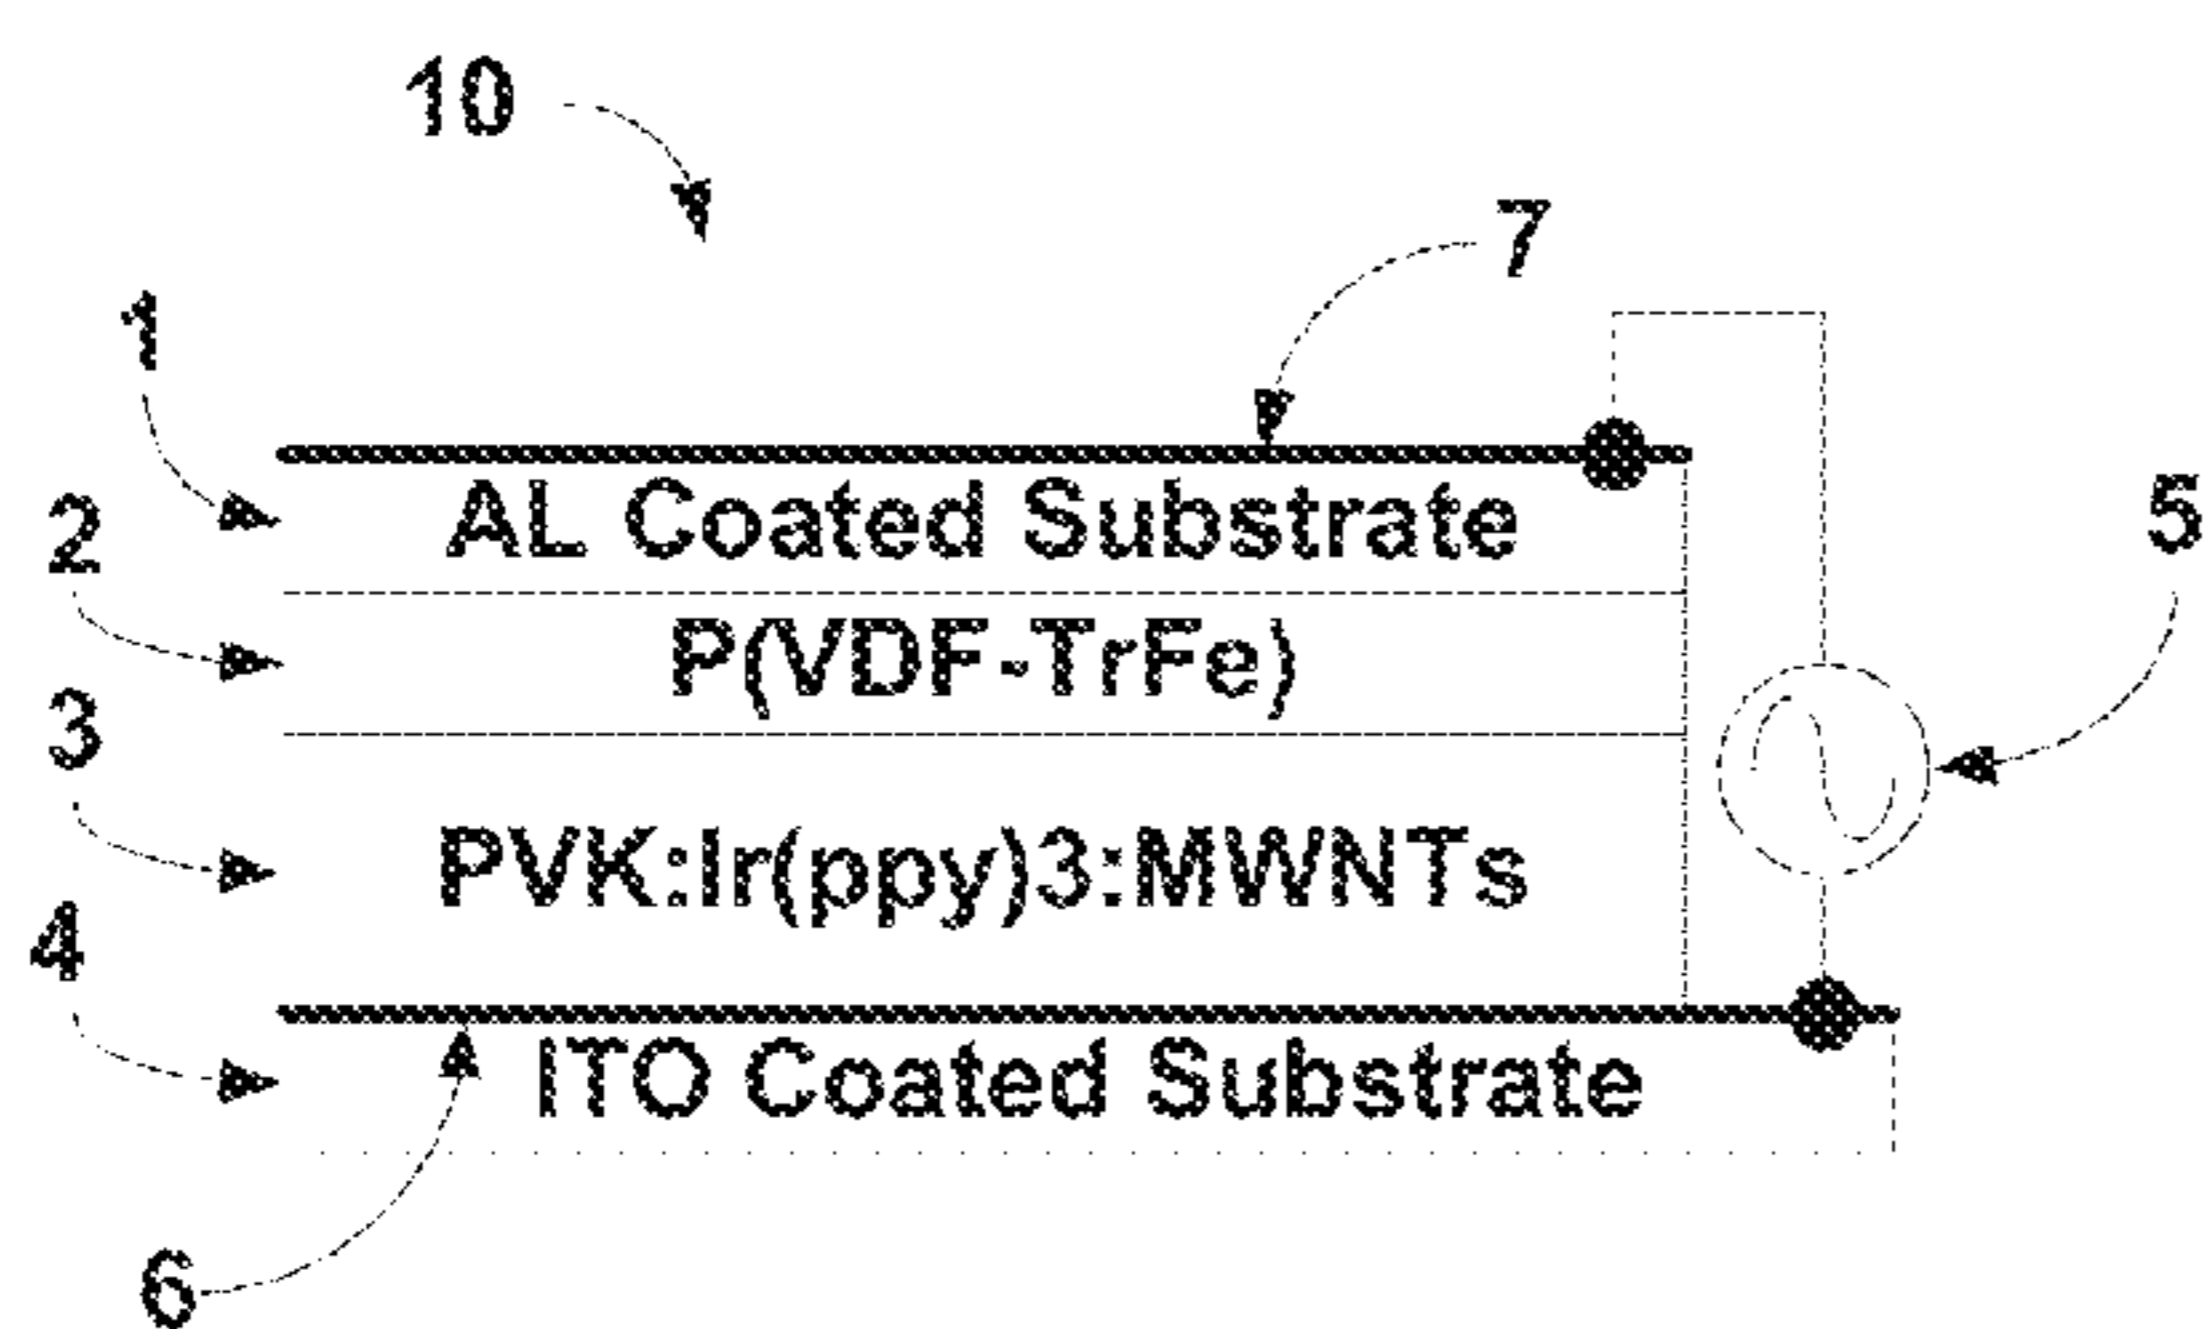 10
7
1
AL Coated Substrate
2
5
P(VDF-TrFe)
3
PVK:Ir(ppy)3:MWNTs
4
ITO Coated Substrate
6